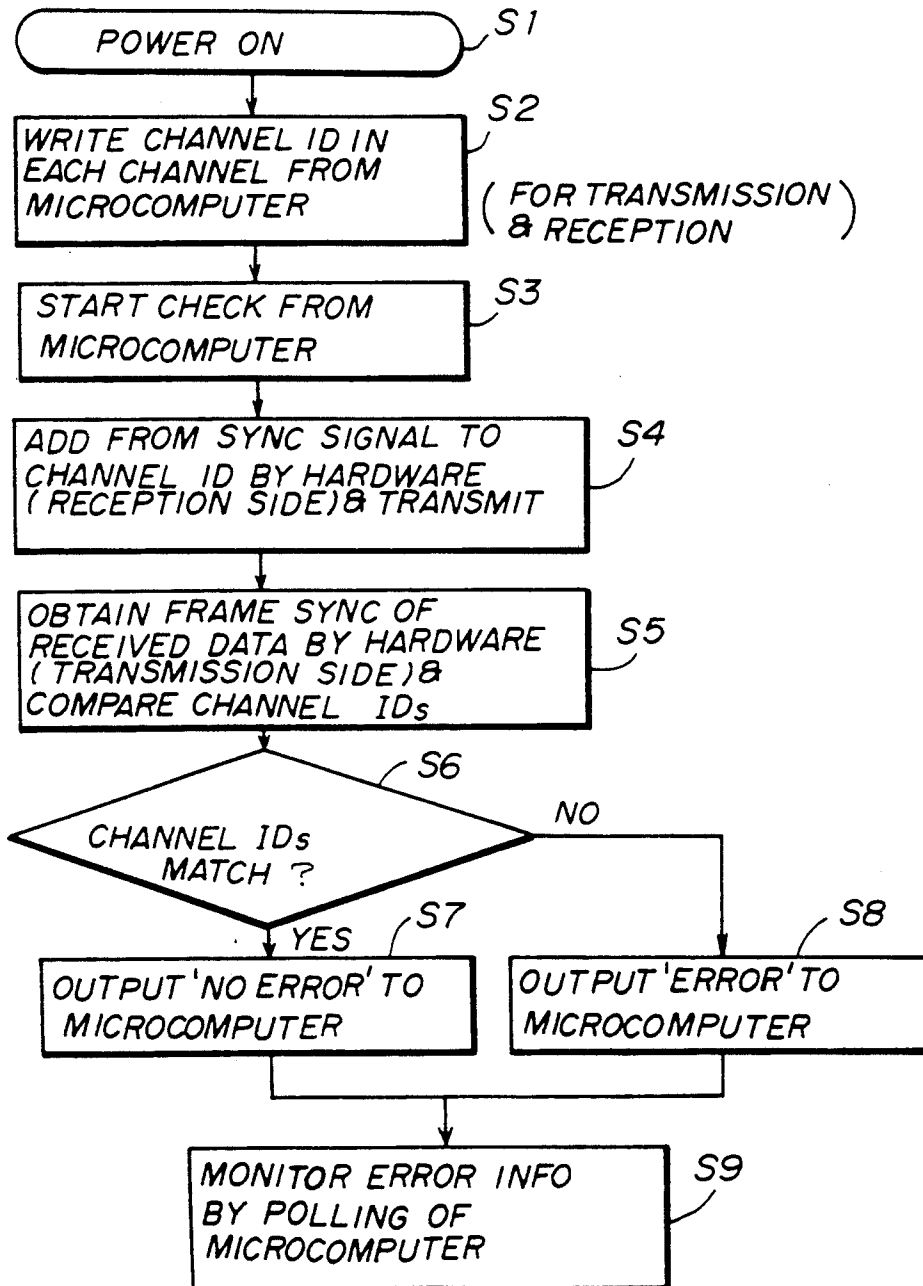 POWER ON
S1
WRITE CHANNEL ID IN
EACH CHANNEL FROM
MICROCOMPUTER
S2
(FOR TRANSMISSION
& RECEPTION)
START CHECK FROM
MICROCOMPUTER
S3
ADD FROM SYNC SIGNAL TO
CHANNEL ID BY HARDWARE
(RECEPTION SIDE) & TRANSMIT
S4
OBTAIN FRAME SYNC OF
RECEIVED DATA BY HARDWARE
(TRANSMISSION SIDE) &
COMPARE CHANNEL IDs
S5
CHANNEL IDs
MATCH ?
S6
NO
YES
OUTPUT 'NO ERROR' TO
MICROCOMPUTER
S7
OUTPUT 'ERROR' TO
MICROCOMPUTER
S8
MONITOR ERROR INFO
BY POLLING OF
MICROCOMPUTER
S9